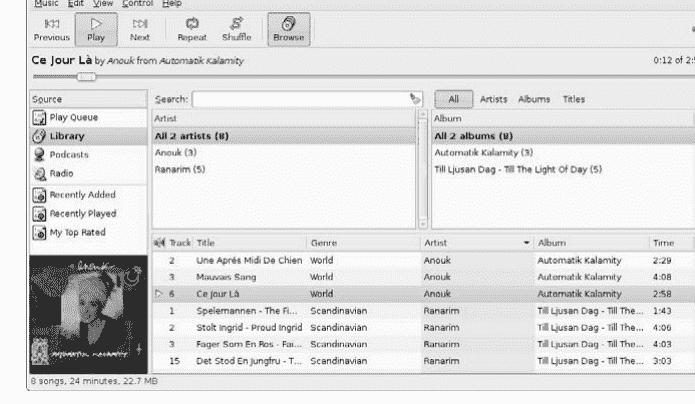 Music Edit View Control Help
Previous Play Next Repeat Shuffle Browse
Ce Jour Là by Anouk from Automatik Kalamity 0:12 of 2:5
Source
Play Queue
Library
Podcasts
Radio
Recently Added
Recently Played
My Top Rated
Search: All Artists Albums Titles
Artist Album
All 2 artists (8) All 2 albums (8)
Anouk (3) Automatik Kalamity (3)
Ranarim (5) Till Ljusan Dag - Till The Light Of Day (5)
Track Title Genre Artist Album Time
2 Une Aprés Midi De Chien World Anouk Automatik Kalamity 2:29
3 Mauvais Sang World Anouk Automatik Kalamity 4:08
6 Ce Jour Là World Anouk Automatik Kalamity 2:58
1 Spelemannen - The Fi... Scandinavian Ranarim Till Ljusan Dag - Till The... 1:43
2 Stolt Ingrid - Proud Ingrid Scandinavian Ranarim Till Ljusan Dag - Till The... 4:06
3 Fager Som En Ros - Fai... Scandinavian Ranarim Till Ljusan Dag - Till The... 4:03
15 Det Stod En Jungfru - T... Scandinavian Ranarim Till Ljusan Dag - Till The... 3:03
anouk
automatik kalamity
8 songs, 24 minutes, 22.7 MB